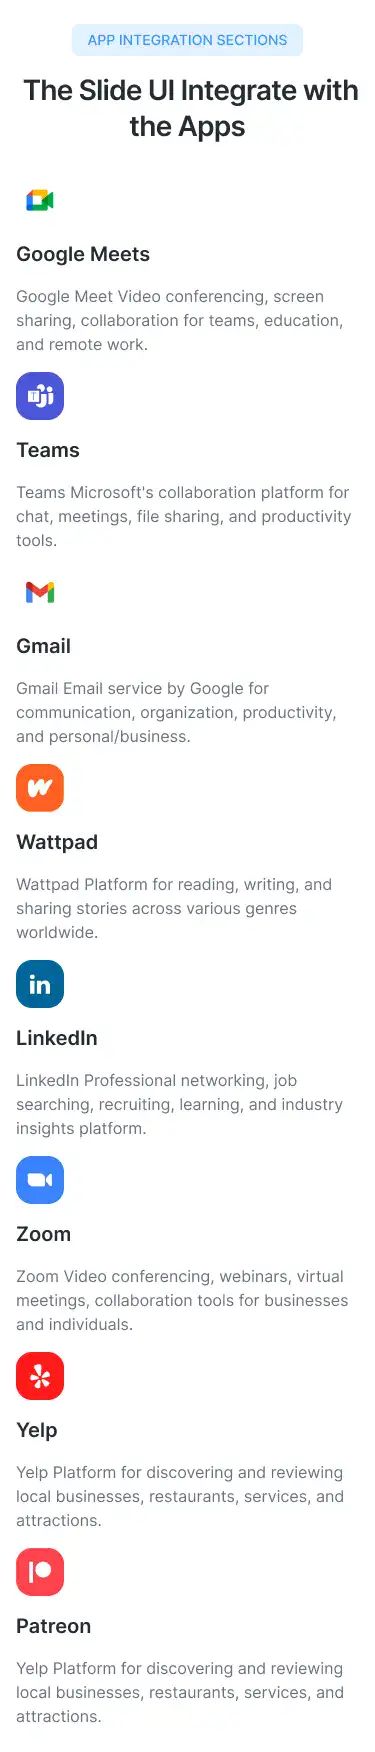 APP INTEGRATION SECTIONS
The Slide UI Integrate with
the Apps
Google Meets
Google Meet Video conferencing, screen
sharing, collaboration for teams, education,
and remote work.
Teams
Teams Microsoft's collaboration platform for
chat, meetings, file sharing, and productivity
tools.
Gmail
Gmail Email service by Google for
communication, organization, productivity,
and personal/business.
Wattpad
Wattpad Platform for reading, writing, and
sharing stories across various genres
worldwide.
in
LinkedIn
LinkedIn Professional networking, job
searching, recruiting, learning, and industry
insights platform.
Zoom
Zoom Video conferencing, webinars, virtual
meetings, collaboration tools for businesses
and individuals.
Yelp
Yelp Platform for discovering and reviewing
local businesses, restaurants, services, and
attractions.
Patreon
Yelp Platform for discovering and reviewing
local businesses, restaurants, services, and
attractions.